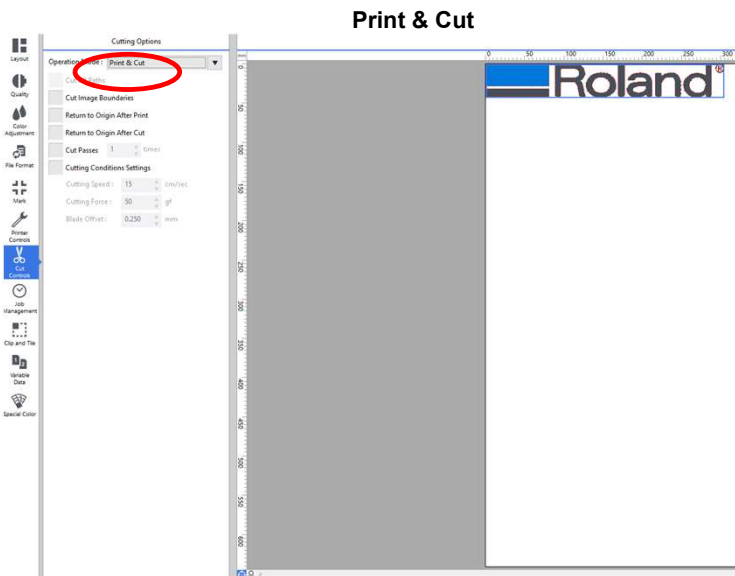 Print & Cut
Layout
Quality
Color
Adjustment
File Format
Mark
Printer
Controls
Cut
Controls
Job
Management
Clip and Tile
Variable
Data
Special Color
Cutting Options
Operation Mode : Print & Cut
Cut All Paths
Cut Image Boundaries
Return to Origin After Print
Return to Origin After Cut
Cut Passes 1 times
Cutting Conditions Settings
Cutting Speed : 15 cm/sec
Cutting Force : 50 gf
Blade Offset : 0.250 mm
0 50 100 150 200 250 300
0
50
100
150
200
250
300
350
400
450
500
550
600
Roland®